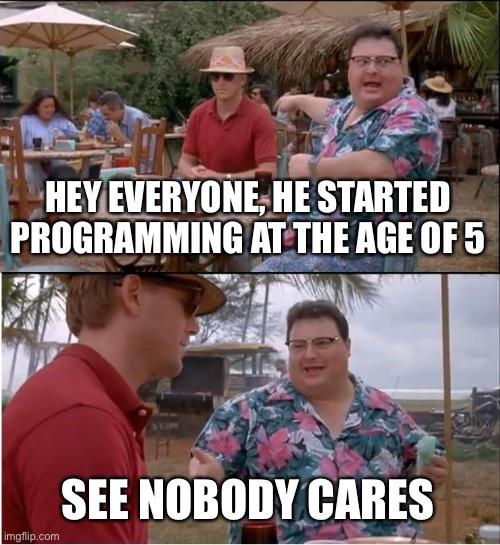 HEY EVERYONE, HE STARTED
PROGRAMMING AT THE AGE OF 5
SEE NOBODY CARES
imgflip.com